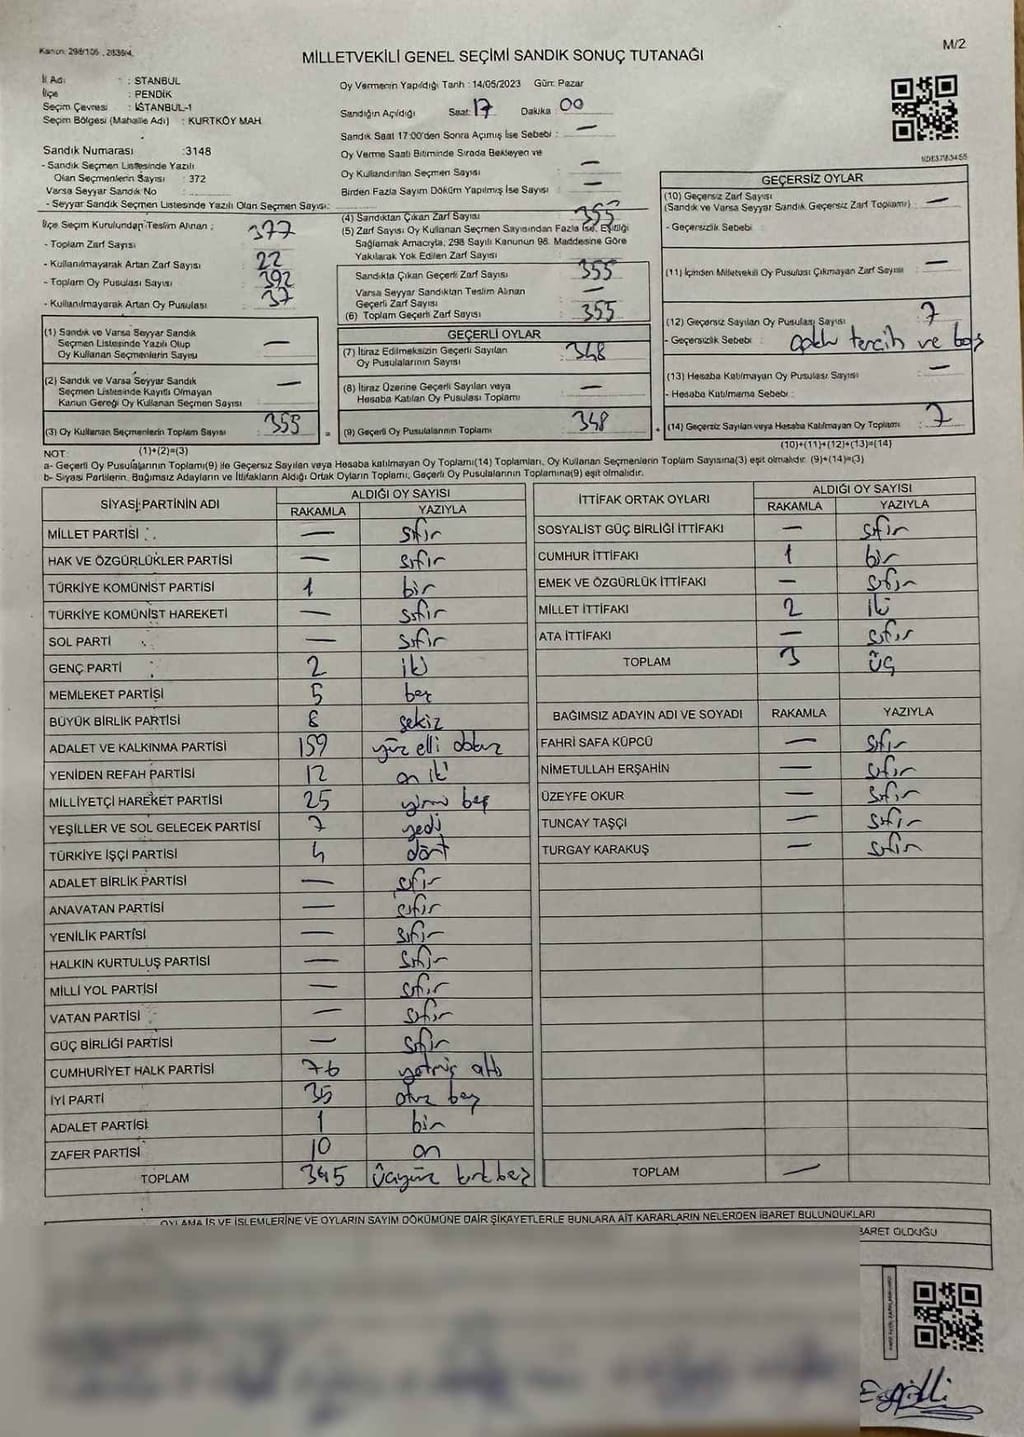 Kanun: 298/105 , 2839/4.
M/2
MİLLETVEKİLİ GENEL SEÇİMİ SANDIK SONUÇ TUTANAĞI
İl Adı : İSTANBUL
İlçe : PENDİK
Seçim Çevresi : İSTANBUL-1
Seçim Bölgesi (Mahalle Adı) : KURTKÖY MAH.
Sandık Numarası :3148
- Sandık Seçmen Listesinde Yazılı
Olan Seçmenlerin Sayısı : 372
Varsa Seyyar Sandık No
- Seyyar Sandık Seçmen Listesinde Yazılı Olan Seçmen Sayısı:
Oy Vermenin Yapıldığı Tarih : 14/05/2023 Gün: Pazar
Sandığın Açıldığı Saat: 17 Dakika 00
Sandık Saat 17:00'den Sonra Açmış İse Sebebi : —
Oy Verme Saati Bitiminde Sırada Bekleyen ve
Oy Kullandırılan Seçmen Sayısı —
Birden Fazla Sayım Döküm Yapılmış İse Sayısı —
İlçe Seçim Kurulundan Teslim Alınan :
- Toplam Zarf Sayısı 377
- Kullanılmayarak Artan Zarf Sayısı 22
- Toplam Oy Pusulası Sayısı 392
- Kullanılmayarak Artan Oy Pusulası 37
(4) Sandıktan Çıkan Zarf Sayısı 355
(5) Zarf Sayısı Oy Kullanan Seçmen Sayısından Fazla İse, Eşitliği
Sağlamak Amacıyla, 298 Sayılı Kanunun 98. Maddesine Göre
Yakılarak Yok Edilen Zarf Sayısı
Sandıkta Çıkan Geçerli Zarf Sayısı 355
Varsa Seyyar Sandıktan Teslim Alınan
Geçerli Zarf Sayısı —
(6) Toplam Geçerli Zarf Sayısı 355
GEÇERSİZ OYLAR
(10) Geçersiz Zarf Sayısı
(Sandık ve Varsa Seyyar Sandık Geçersiz Zarf Toplamı) : —
- Geçersizlik Sebebi :
(11) İçinden Milletvekili Oy Pusulası Çıkmayan Zarf Sayısı : —
(12) Geçersiz Sayılan Oy Pusulası Sayısı 7
- Geçersizlik Sebebi : çoklu tercih ve boş
(13) Hesaba Katılmayan Oy Pusulası Sayısı —
- Hesaba Katılmama Sebebi :
(14) Geçersiz Sayılan veya Hesaba Katılmayan Oy Toplamı : 7
(10)+(11)+(12)+(13)=(14)
(1) Sandık ve Varsa Seyyar Sandık
Seçmen Listesinde Yazılı Olup
Oy Kullanan Seçmenlerin Sayısı —
(2) Sandık ve Varsa Seyyar Sandık
Seçmen Listesinde Kayıtlı Olmayan
Kanun Gereği Oy Kullanan Seçmen Sayısı —
(3) Oy Kullanan Seçmenlerin Toplam Sayısı : 355
(1)+(2)=(3)
GEÇERLİ OYLAR
(7) İtiraz Edilmeksizin Geçerli Sayılan
Oy Pusulalarının Sayısı : 348
(8) İtiraz Üzerine Geçerli Sayılan veya
Hesaba Katılan Oy Pusulası Toplamı —
(9) Geçerli Oy Pusulalarının Toplamı : 348
NOT:
a- Geçerli Oy Pusulalarının Toplamı(9) ile Geçersiz Sayılan veya Hesaba katılmayan Oy Toplamı(14) Toplamları, Oy Kullanan Seçmenlerin Toplam Sayısına(3) eşit olmalıdır. (9)+(14)=(3)
b- Siyasi Partilerin, Bağımsız Adayların ve İttifakların Aldığı Ortak Oyların Toplamı, Geçerli Oy Pusulalarının Toplamına(9) eşit olmalıdır.
SİYASİ PARTİNİN ADI ALDIĞI OY SAYISI
RAKAMLA YAZIYLA
MİLLET PARTİSİ — sıfır
HAK VE ÖZGÜRLÜKLER PARTİSİ — sıfır
TÜRKİYE KOMÜNİST PARTİSİ 1 bir
TÜRKİYE KOMÜNİST HAREKETİ — sıfır
SOL PARTİ — sıfır
GENÇ PARTİ 2 iki
MEMLEKET PARTİSİ 5 beş
BÜYÜK BİRLİK PARTİSİ 8 sekiz
ADALET VE KALKINMA PARTİSİ 159 yüz elli dokuz
YENİDEN REFAH PARTİSİ 12 on iki
MİLLİYETÇİ HAREKET PARTİSİ 25 yirmi beş
YEŞİLLER VE SOL GELECEK PARTİSİ 7 yedi
TÜRKİYE İŞÇİ PARTİSİ 4 dört
ADALET BİRLİK PARTİSİ — sıfır
ANAVATAN PARTİSİ — sıfır
YENİLİK PARTİSİ — sıfır
HALKIN KURTULUŞ PARTİSİ — sıfır
MİLLİ YOL PARTİSİ — sıfır
VATAN PARTİSİ — sıfır
GÜÇ BİRLİĞİ PARTİSİ — sıfır
CUMHURİYET HALK PARTİSİ 76 yetmiş altı
İYİ PARTİ 35 otuz beş
ADALET PARTİSİ 1 bir
ZAFER PARTİSİ 10 on
TOPLAM 345 üçyüz kırk beş
İTTİFAK ORTAK OYLARI ALDIĞI OY SAYISI
RAKAMLA YAZIYLA
SOSYALİST GÜÇ BİRLİĞİ İTTİFAKI — sıfır
CUMHUR İTTİFAKI 1 bir
EMEK VE ÖZGÜRLÜK İTTİFAKI — sıfır
MİLLET İTTİFAKI 2 iki
ATA İTTİFAKI — sıfır
TOPLAM 3 üç
BAĞIMSIZ ADAYIN ADI VE SOYADI RAKAMLA YAZIYLA
FAHRİ SAFA KÜPCÜ — sıfır
NİMETULLAH ERŞAHİN — sıfır
ÜZEYFE OKUR — sıfır
TUNCAY TAŞÇI — sıfır
TURGAY KARAKUŞ — sıfır
TOPLAM —
OYLAMA İŞ VE İŞLEMLERİNE VE OYLARIN SAYIM DÖKÜMÜNE DAİR ŞİKAYETLERLE BUNLARA AİT KARARLARIN NELERDEN İBARET BULUNDUKLARI
BARET OLDUĞU